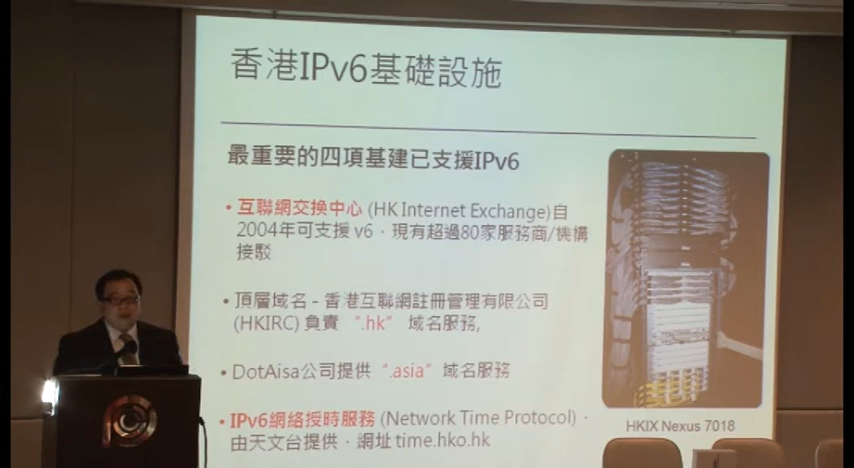 香港IPv6基礎設施
最重要的四項基建已支援IPv6
• 互聯網交換中心 (HK Internet Exchange)自
2004年可支援 v6，現有超過80家服務商/機構
接駁
• 頂層域名 - 香港互聯網註冊管理有限公司
(HKIRC) 負責 “.hk” 域名服務,
• DotAisa公司提供 “.asia” 域名服務
• IPv6網絡授時服務 (Network Time Protocol)，
由天文台提供，網址 time.hko.hk
HKIX Nexus 7018